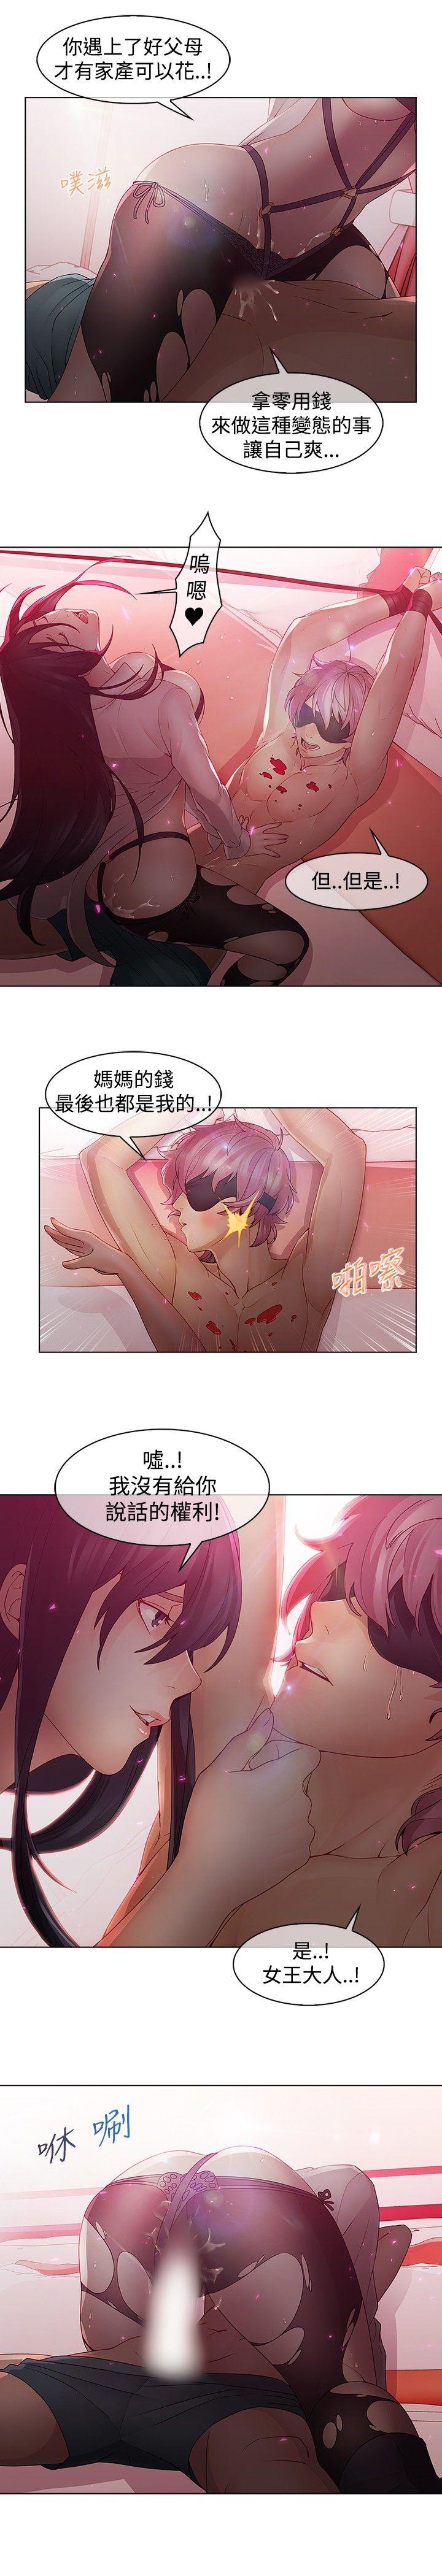 你遇上了好父母
才有家產可以花..!
噗滋
拿零用錢
來做這種變態的事
讓自己爽...
嗚
嗯
♥
但..但是..!
媽媽的錢
最後也都是我的..!
啪嚓
噓..!
我沒有給你
說話的權利!
是..!
女王大人..!
咻 唰